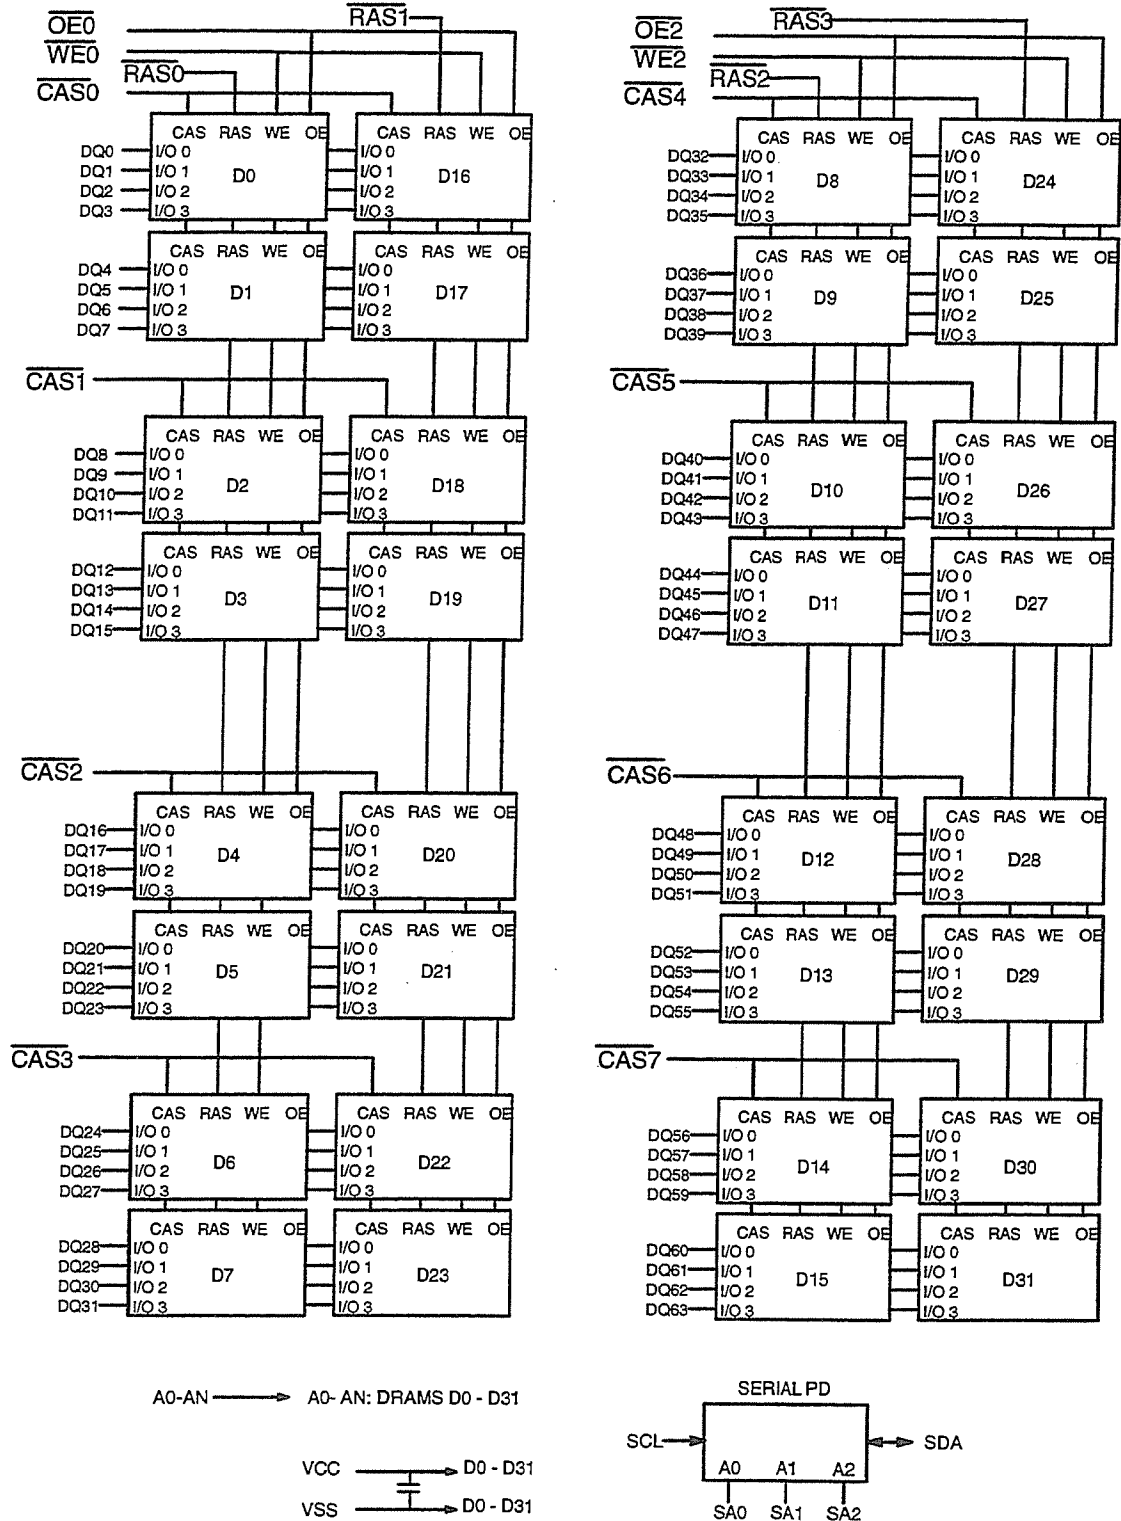 OE0
RAS1
WE0
RAS0
CAS0
CAS RAS WE OE
DQ0 I/O 0
DQ1 I/O 1
DQ2 I/O 2
DQ3 I/O 3
D0
D16
CAS RAS WE OE
DQ4 I/O 0
DQ5 I/O 1
DQ6 I/O 2
DQ7 I/O 3
D1
I/O 0
I/O 1
I/O 2
I/O 3
D17
CAS1
CAS RAS WE OE
DQ8 I/O 0
DQ9 I/O 1
DQ10 I/O 2
DQ11 I/O 3
D2
CAS RAS WE OE
I/O 0
I/O 1
I/O 2
I/O 3
D18
CAS RAS WE OE
DQ12 I/O 0
DQ13 I/O 1
DQ14 I/O 2
DQ15 I/O 3
D3
CAS RAS WE OE
I/O 0
I/O 1
I/O 2
I/O 3
D19
CAS2
CAS RAS WE OE
DQ16 I/O 0
DQ17 I/O 1
DQ18 I/O 2
DQ19 I/O 3
D4
CAS RAS WE OE
I/O 0
I/O 1
I/O 2
I/O 3
D20
CAS RAS WE OE
DQ20 I/O 0
DQ21 I/O 1
DQ22 I/O 2
DQ23 I/O 3
D5
CAS RAS WE OE
I/O 0
I/O 1
I/O 2
I/O 3
D21
CAS3
CAS RAS WE OE
DQ24 I/O 0
DQ25 I/O 1
DQ26 I/O 2
DQ27 I/O 3
D6
CAS RAS WE OE
I/O 0
I/O 1
I/O 2
I/O 3
D22
CAS RAS WE OE
DQ28 I/O 0
DQ29 I/O 1
DQ30 I/O 2
DQ31 I/O 3
D7
CAS RAS WE OE
I/O 0
I/O 1
I/O 2
I/O 3
D23
OE2
RAS3
WE2
RAS2
CAS4
CAS RAS WE OE
DQ32 I/O 0
DQ33 I/O 1
DQ34 I/O 2
DQ35 I/O 3
D8
CAS RAS WE OE
I/O 0
I/O 1
I/O 2
I/O 3
D24
CAS RAS WE OE
DQ36 I/O 0
DQ37 I/O 1
DQ38 I/O 2
DQ39 I/O 3
D9
CAS RAS WE OE
I/O 0
I/O 1
I/O 2
I/O 3
D25
CAS5
CAS RAS WE OE
DQ40 I/O 0
DQ41 I/O 1
DQ42 I/O 2
DQ43 I/O 3
D10
CAS RAS WE OE
I/O 0
I/O 1
I/O 2
I/O 3
D26
CAS RAS WE OE
DQ44 I/O 0
DQ45 I/O 1
DQ46 I/O 2
DQ47 I/O 3
D11
CAS RAS WE OE
I/O 0
I/O 1
I/O 2
I/O 3
D27
CAS6
CAS RAS WE OE
DQ48 I/O 0
DQ49 I/O 1
DQ50 I/O 2
DQ51 I/O 3
D12
CAS RAS WE OE
I/O 0
I/O 1
I/O 2
I/O 3
D28
CAS RAS WE OE
DQ52 I/O 0
DQ53 I/O 1
DQ54 I/O 2
DQ55 I/O 3
D13
CAS RAS WE OE
I/O 0
I/O 1
I/O 2
I/O 3
D29
CAS7
CAS RAS WE OE
DQ56 I/O 0
DQ57 I/O 1
DQ58 I/O 2
DQ59 I/O 3
D14
CAS RAS WE OE
I/O 0
I/O 1
I/O 2
I/O 3
D30
CAS RAS WE OE
DQ60 I/O 0
DQ61 I/O 1
DQ62 I/O 2
DQ63 I/O 3
D15
CAS RAS WE OE
I/O 0
I/O 1
I/O 2
I/O 3
D31
A0-AN A0- AN: DRAMS D0 - D31
VCC D0 - D31
VSS D0 - D31
SERIAL PD
SCL SDA
A0 A1 A2
SA0 SA1 SA2